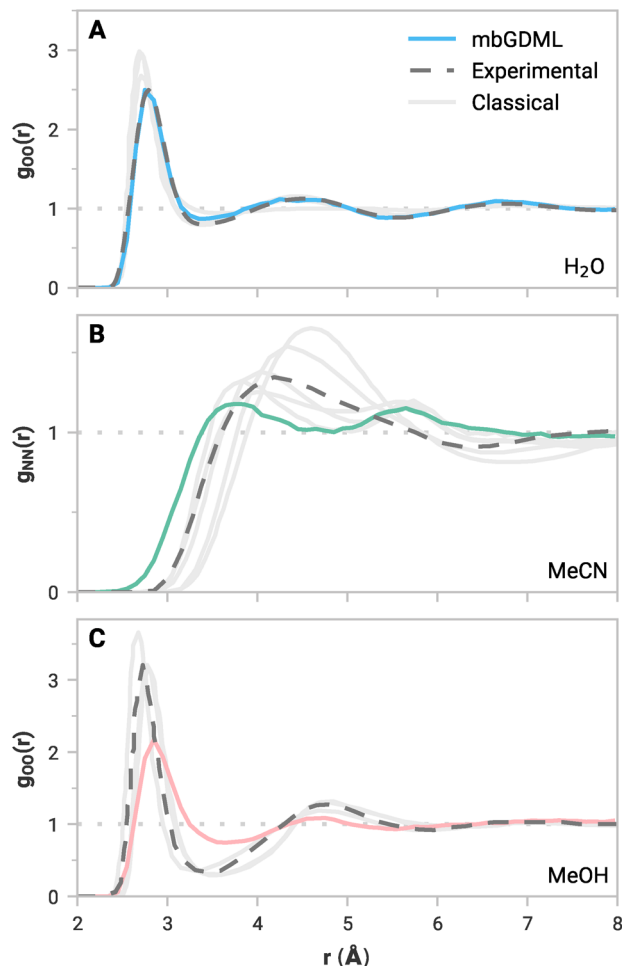 A
mbGDML
Experimental
Classical
3
2
1
0
g_OO(r)
H₂O
B
1
0
g_NN(r)
MeCN
C
3
2
1
0
g_OO(r)
MeOH
2 3 4 5 6 7 8
r (Å)